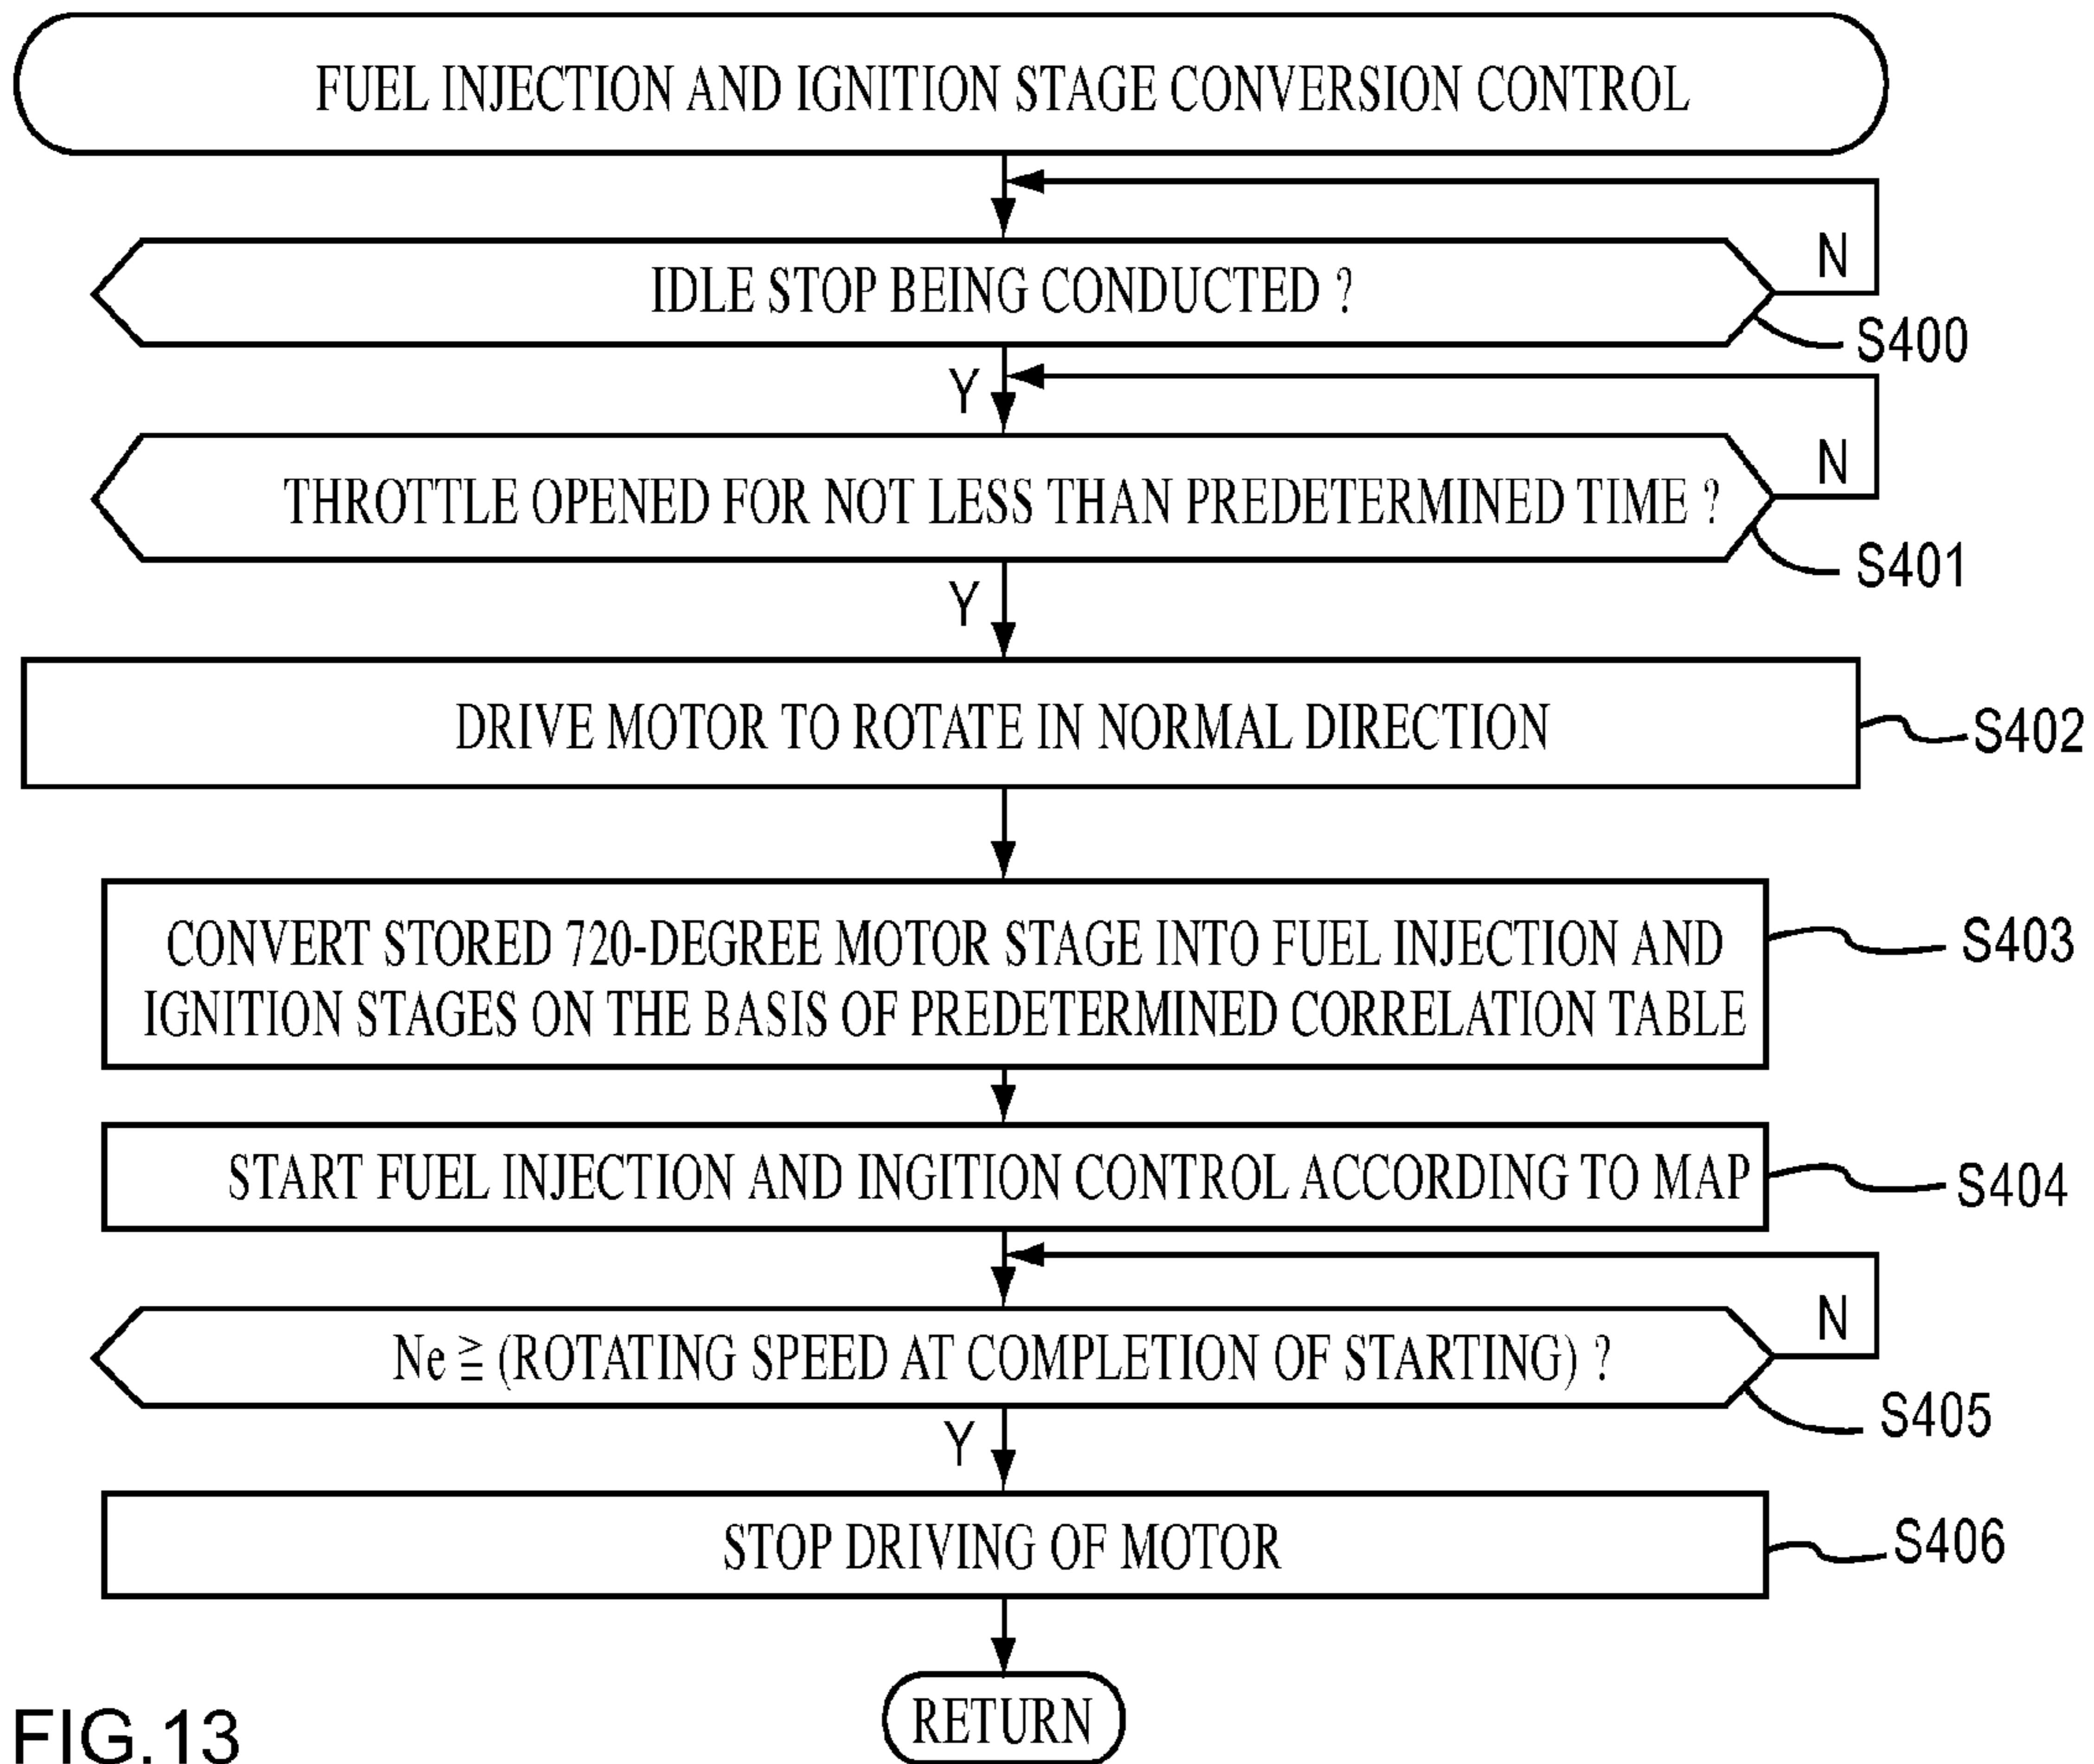 FUEL INJECTION AND IGNITION STAGE CONVERSION CONTROL
N
IDLE STOP BEING CONDUCTED ?
S400
Y
N
THROTTLE OPENED FOR NOT LESS THAN PREDETERMINED TIME ?
S401
Y
DRIVE MOTOR TO ROTATE IN NORMAL DIRECTION
S402
CONVERT STORED 720-DEGREE MOTOR STAGE INTO FUEL INJECTION AND
IGNITION STAGES ON THE BASIS OF PREDETERMINED CORRELATION TABLE
S403
START FUEL INJECTION AND INGITION CONTROL ACCORDING TO MAP
S404
N
Ne ≧ (ROTATING SPEED AT COMPLETION OF STARTING) ?
S405
Y
STOP DRIVING OF MOTOR
S406
RETURN
FIG.13